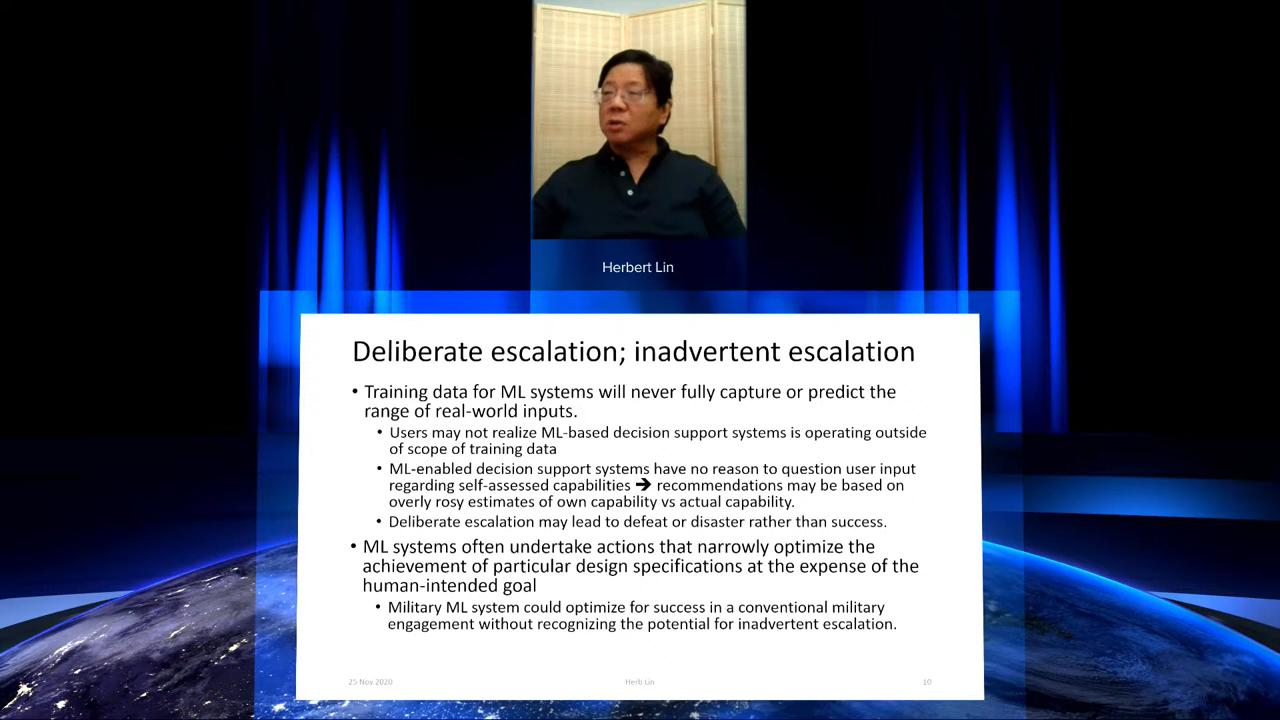 Herbert Lin
Deliberate escalation; inadvertent escalation
• Training data for ML systems will never fully capture or predict the
range of real-world inputs.
• Users may not realize ML-based decision support systems is operating outside
of scope of training data
• ML-enabled decision support systems have no reason to question user input
regarding self-assessed capabilities ➔ recommendations may be based on
overly rosy estimates of own capability vs actual capability.
• Deliberate escalation may lead to defeat or disaster rather than success.
• ML systems often undertake actions that narrowly optimize the
achievement of particular design specifications at the expense of the
human-intended goal
• Military ML system could optimize for success in a conventional military
engagement without recognizing the potential for inadvertent escalation.
25 Nov 2020 Herb Lin 10